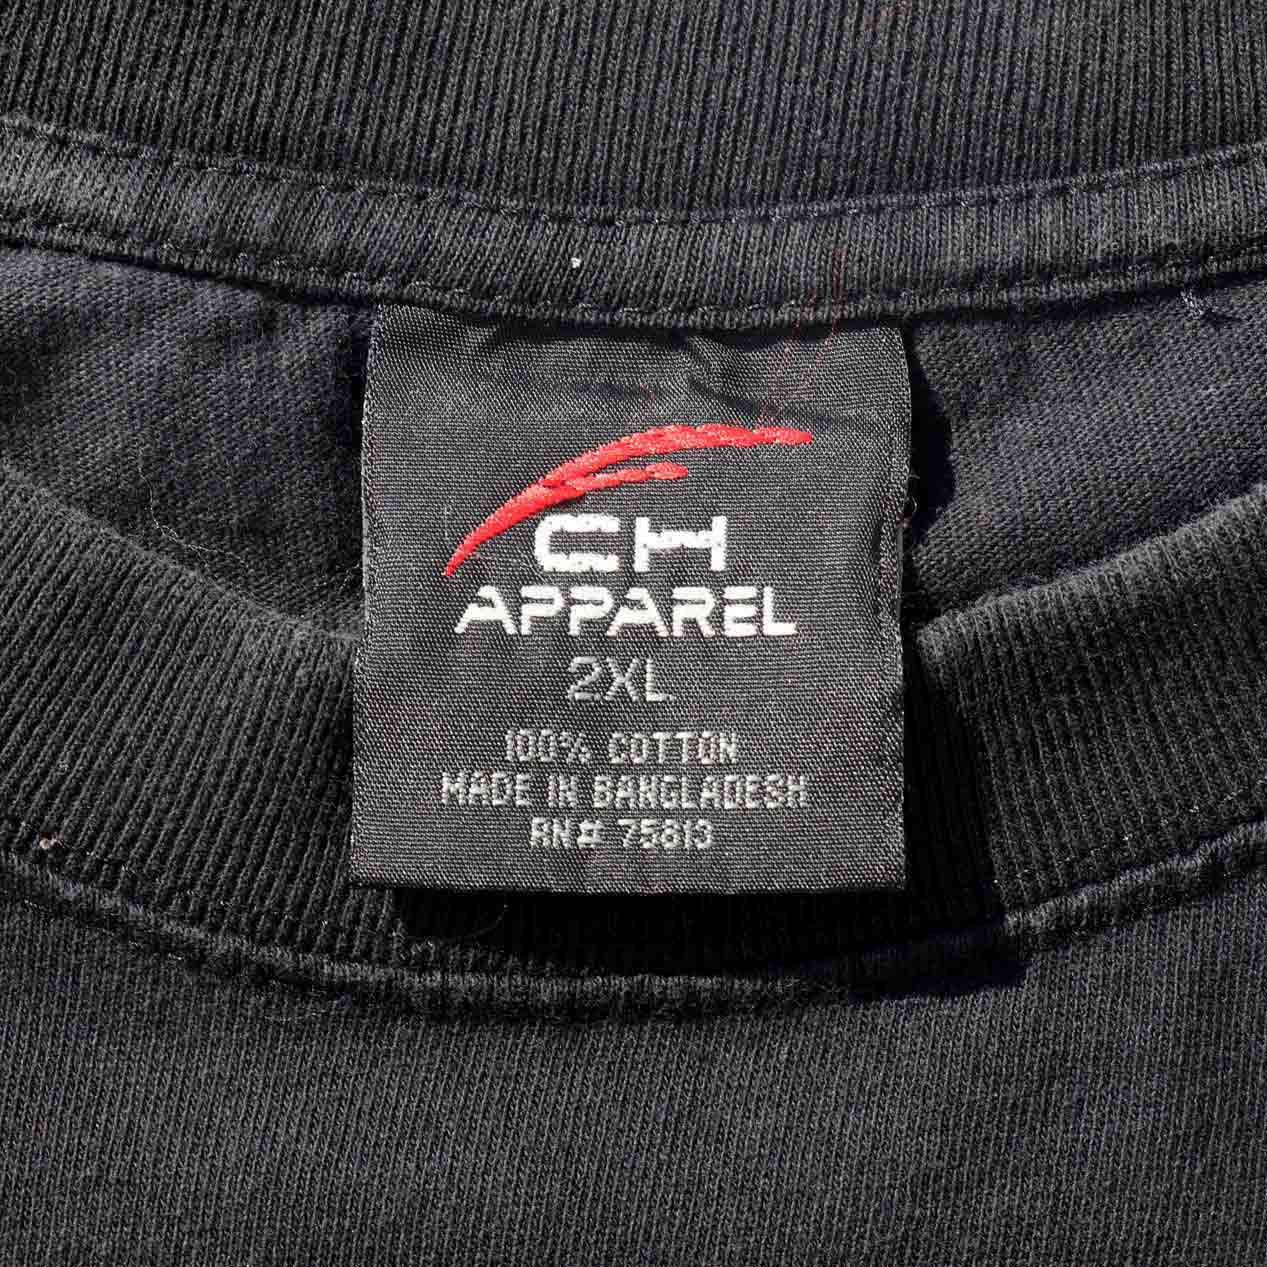 CH
APPAREL
2XL
100% COTTON
MADE IN BANGLADESH
RN# 75813